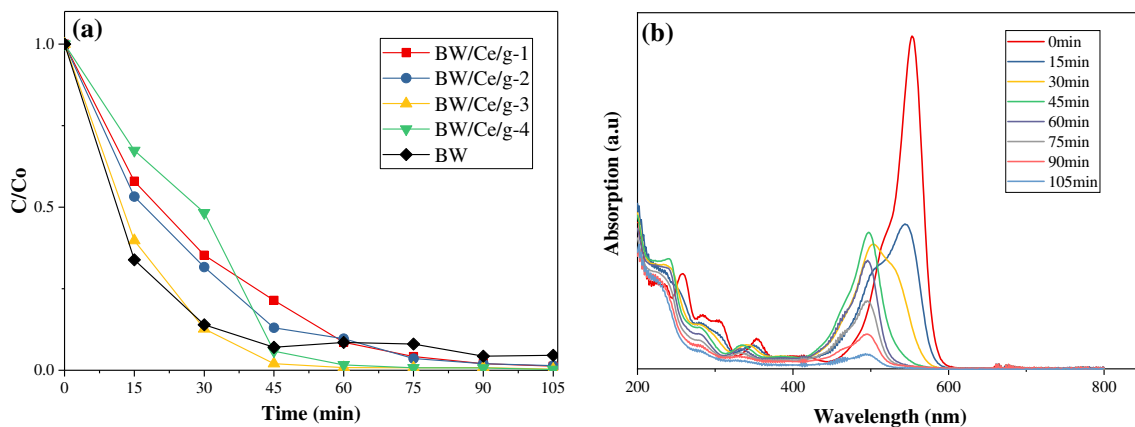 (a)
BW/Ce/g-1
BW/Ce/g-2
BW/Ce/g-3
BW/Ce/g-4
BW
C/Co
1.0
0.5
0.0
0 15 30 45 60 75 90 105
Time (min)
(b)
0min
15min
30min
45min
60min
75min
90min
105min
Absorption (a.u)
200 400 600 800
Wavelength (nm)